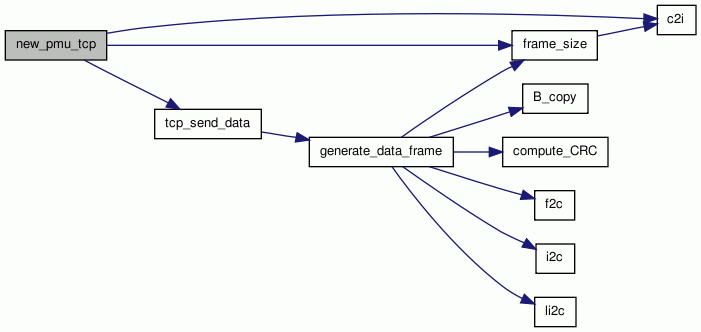 new_pmu_tcp
c2i
frame_size
tcp_send_data
generate_data_frame
B_copy
compute_CRC
f2c
i2c
li2c